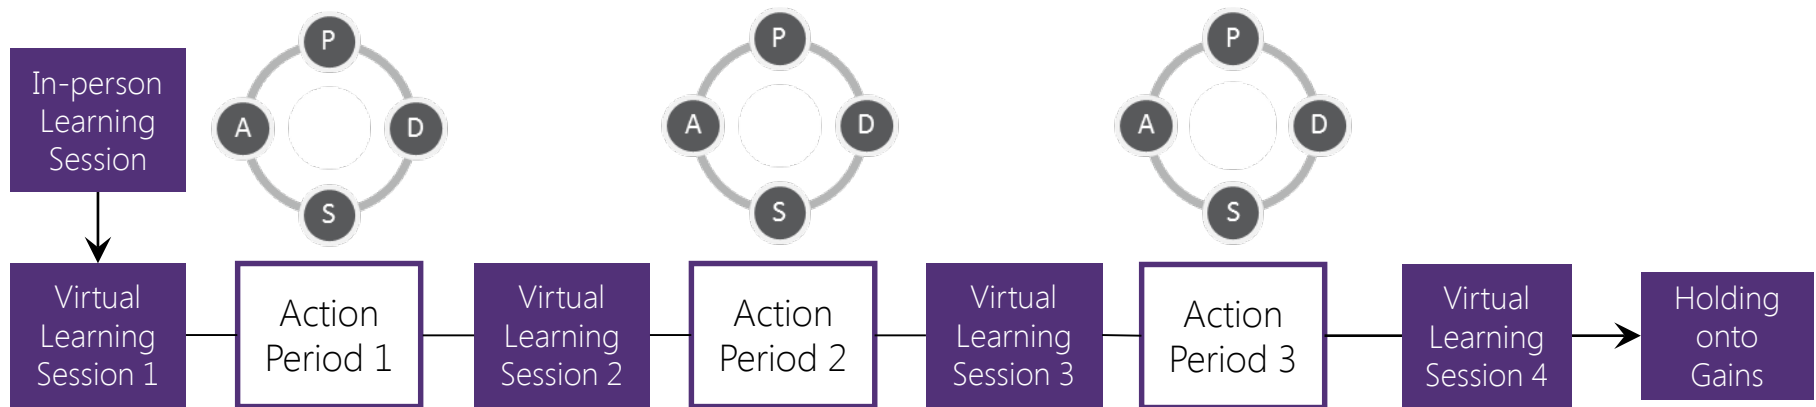 In-person
Learning
Session
P
A
D
S
P
A
D
S
P
A
D
S
Virtual
Learning
Session 1
Action
Period 1
Virtual
Learning
Session 2
Action
Period 2
Virtual
Learning
Session 3
Action
Period 3
Virtual
Learning
Session 4
Holding
onto
Gains